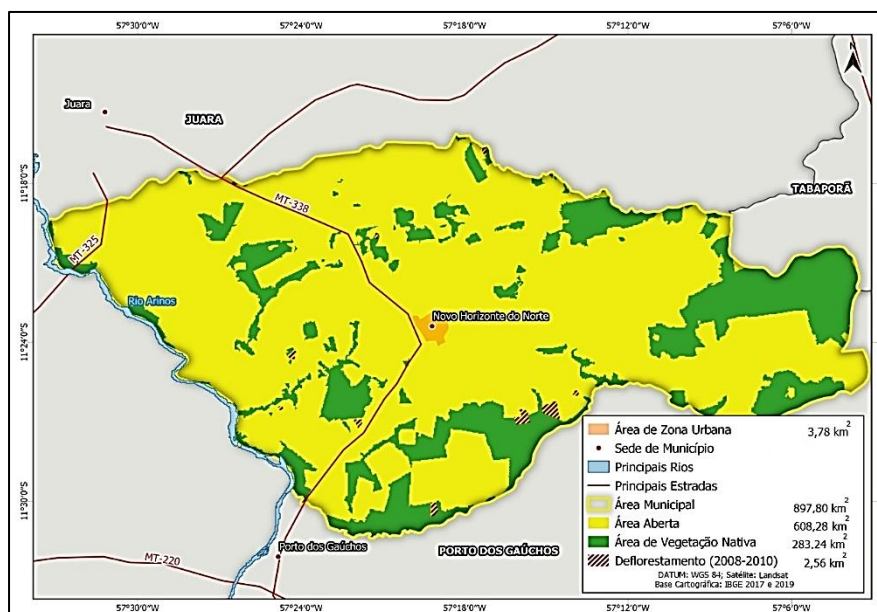 57°30'0"W 57°24'0"W 57°18'0"W 57°12'0"W 57°6'0"W
N
Juara
JUARA
11°18'0"S
TABAPORÃ
MT-338
MT-325
Rio Arinos
Novo Horizonte do Norte
11°24'0"S
11°30'0"S
Porto dos Gaúchos
PORTO DOS GAÚCHOS
MT-220
Área de Zona Urbana 3,78 km²
Sede de Município
Principais Rios
Principais Estradas
Área Municipal 897,80 km²
Área Aberta 608,28 km²
Área de Vegetação Nativa 283,24 km²
Deflorestamento (2008-2010) 2,56 km²
DATUM: WGS 84; Satélite: Landsat
Base Cartográfica: IBGE 2017 e 2019
57°30'0"W 57°24'0"W 57°18'0"W 57°12'0"W 57°6'0"W